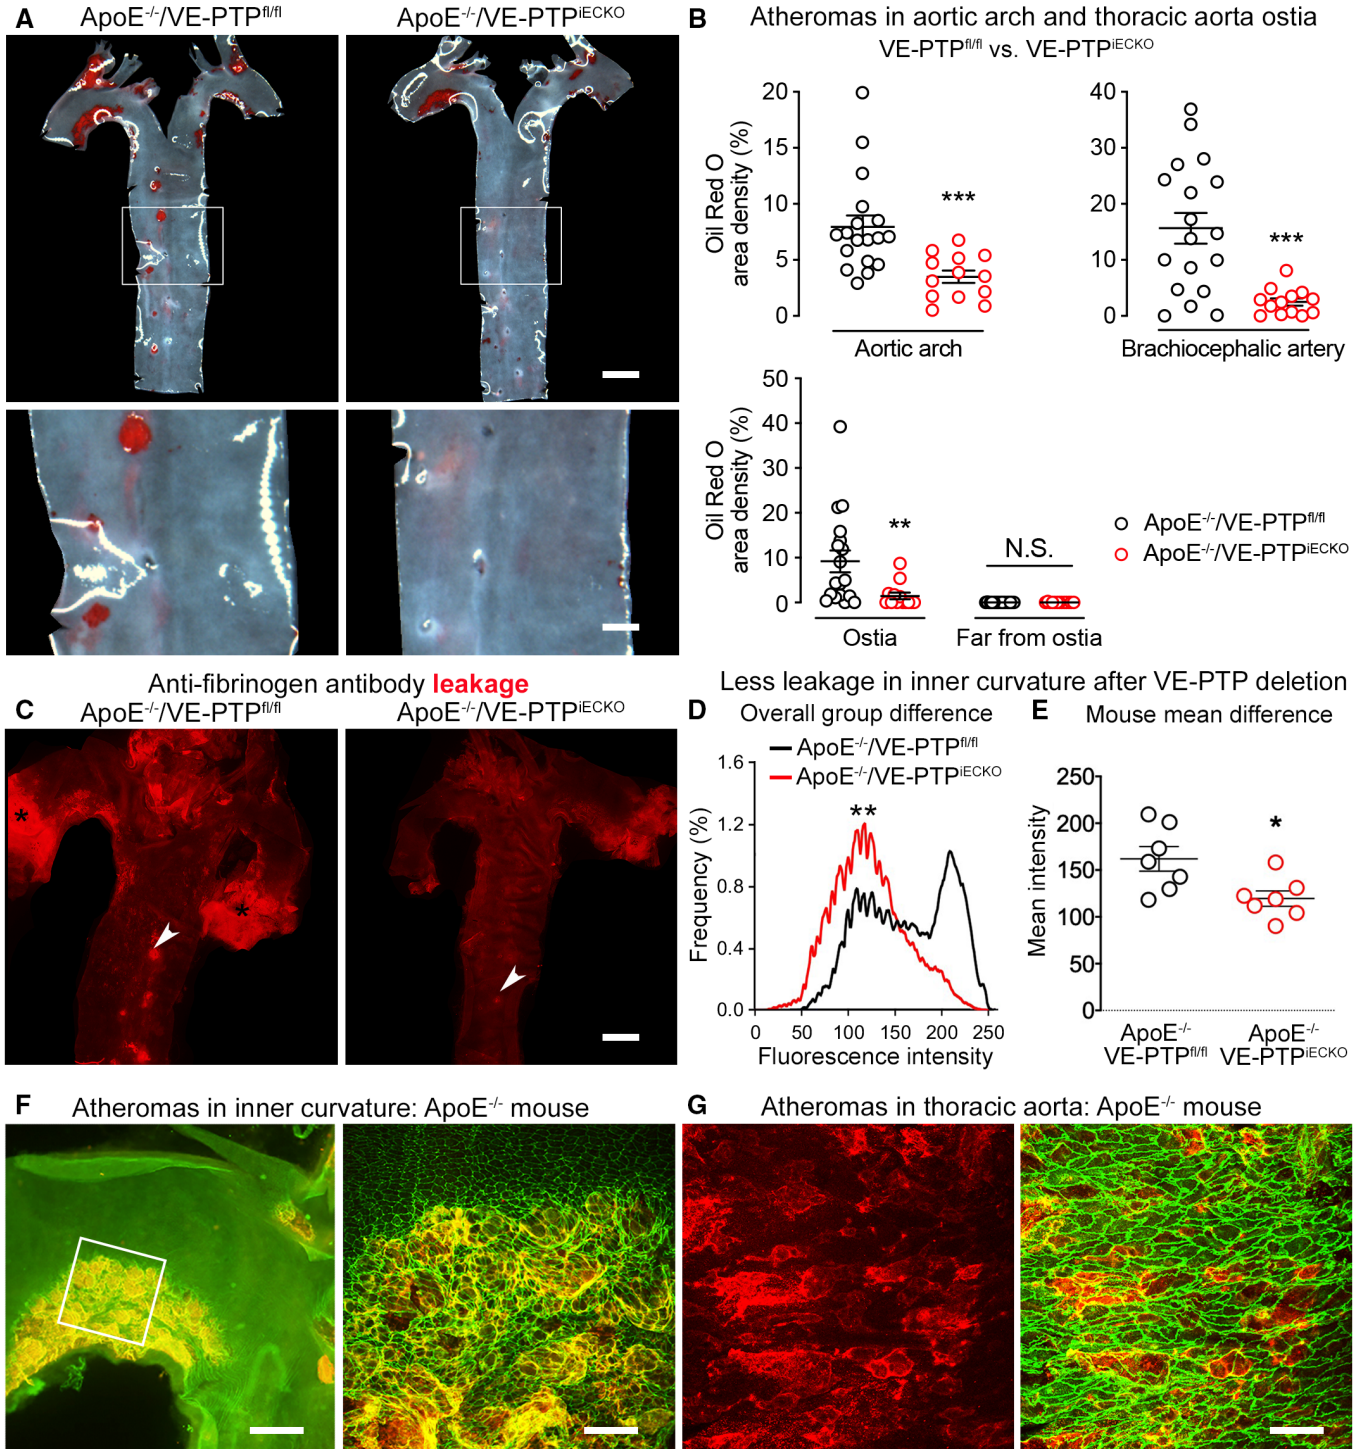 A
ApoE-/-/VE-PTPfl/fl
ApoE-/-/VE-PTPiECKO
B
Atheromas in aortic arch and thoracic aorta ostia
VE-PTPfl/fl vs. VE-PTPiECKO
Oil Red O
area density (%)
20
15
10
5
0
***
Aortic arch
40
30
20
10
0
***
Brachiocephalic artery
Oil Red O
area density (%)
50
40
30
20
10
0
**
N.S.
Ostia
Far from ostia
ApoE-/-/VE-PTPfl/fl
ApoE-/-/VE-PTPiECKO
Anti-fibrinogen antibody leakage
C
ApoE-/-/VE-PTPfl/fl
ApoE-/-/VE-PTPiECKO
*
*
Less leakage in inner curvature after VE-PTP deletion
D
Overall group difference
ApoE-/-/VE-PTPfl/fl
ApoE-/-/VE-PTPiECKO
Frequency (%)
1.6
1.2
0.8
0.4
0.0
**
0 50 100 150 200 250
Fluorescence intensity
E
Mouse mean difference
Mean intensity
250
200
150
100
50
0
*
ApoE-/-
VE-PTPfl/fl
ApoE-/-
VE-PTPiECKO
F
Atheromas in inner curvature: ApoE-/- mouse
G
Atheromas in thoracic aorta: ApoE-/- mouse